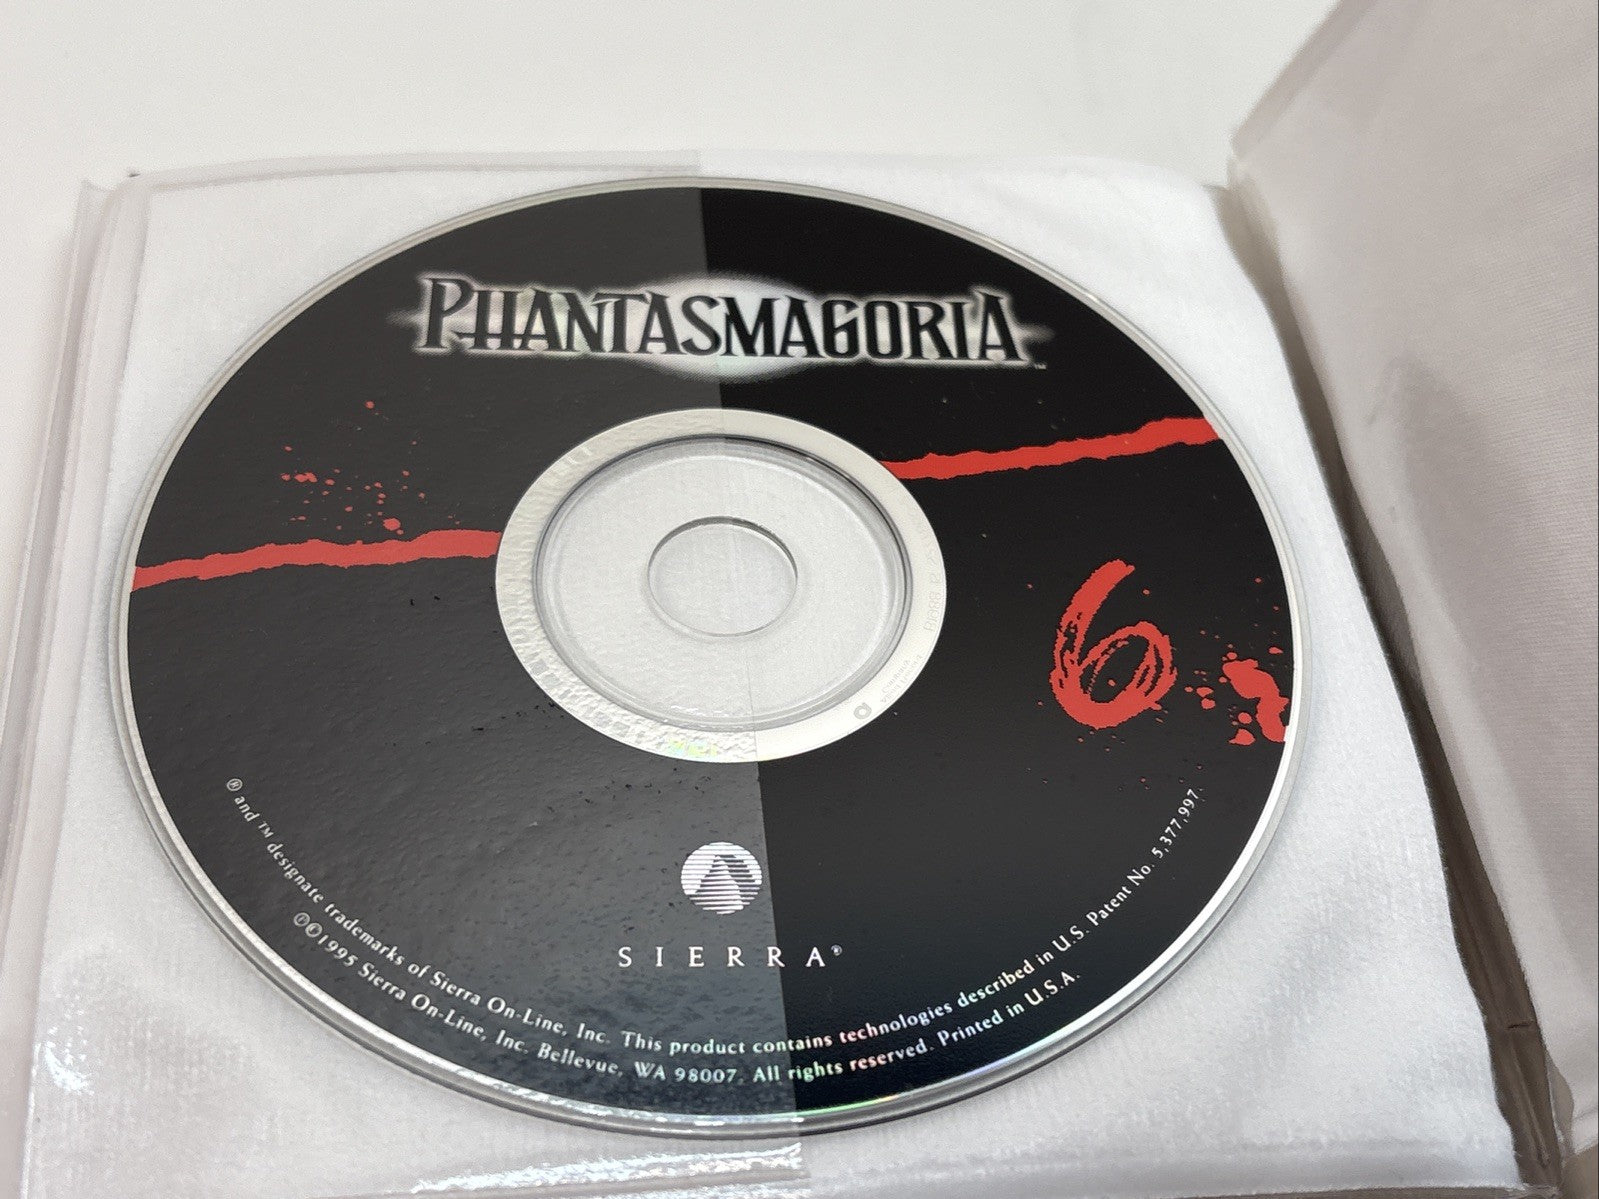 PHANTASMAGORIA™
6
SIERRA®
® and ™ designate trademarks of Sierra On-Line, Inc. This product contains technologies described in U.S. Patent No. 5,377,997.
℗©1995 Sierra On-Line, Inc. Bellevue, WA 98007. All rights reserved. Printed in U.S.A.